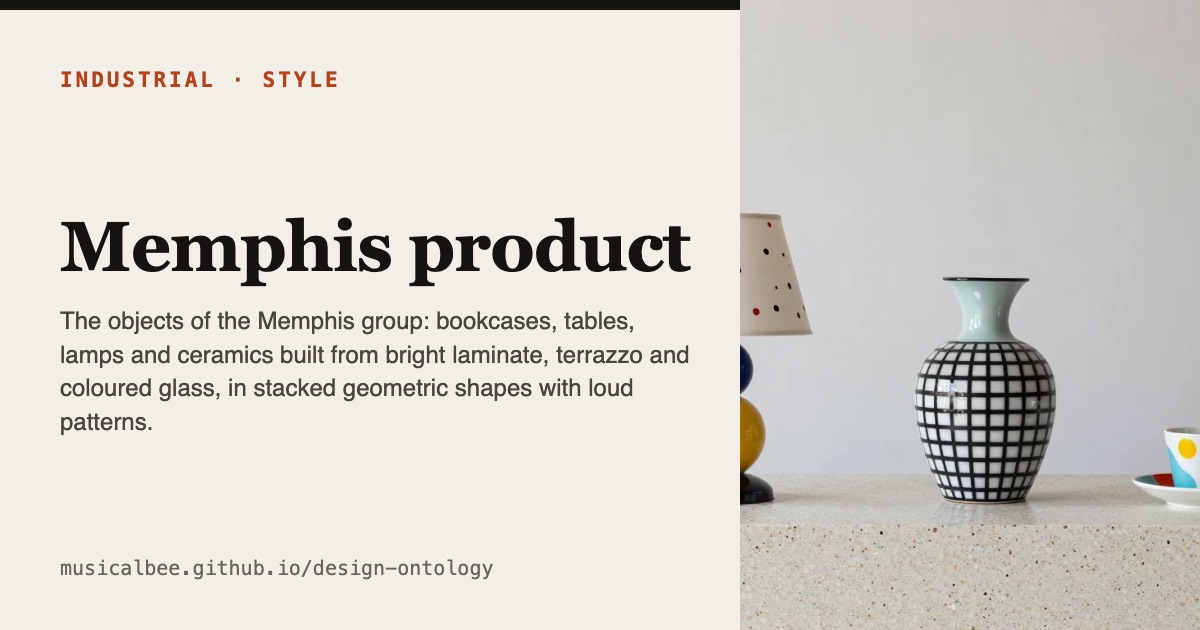 INDUSTRIAL · STYLE
Memphis product
The objects of the Memphis group: bookcases, tables,
lamps and ceramics built from bright laminate, terrazzo and
coloured glass, in stacked geometric shapes with loud
patterns.
musicalbee.github.io/design-ontology